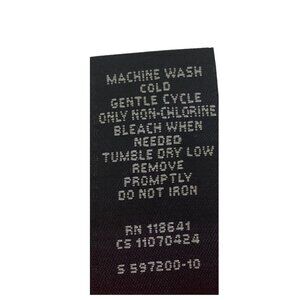 MACHINE WASH
COLD
GENTLE CYCLE
ONLY NON-CHLORINE
BLEACH WHEN
NEEDED
TUMBLE DRY LOW
REMOVE
PROMPTLY
DO NOT IRON
RN 118641
CS 11070424
S 597200-10